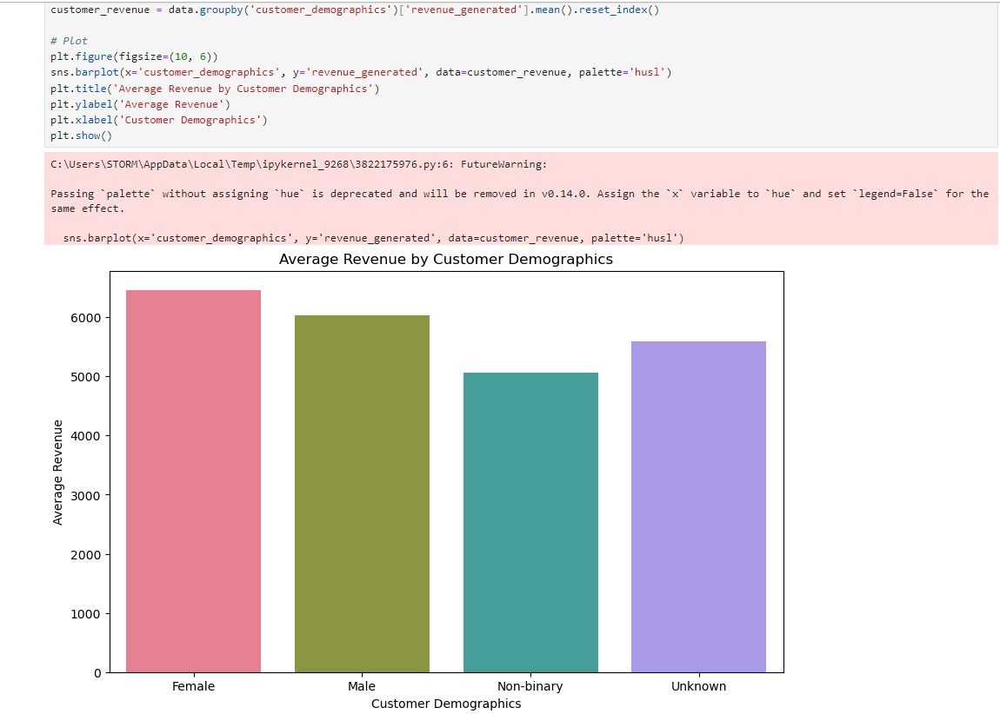 customer_revenue = data.groupby('customer_demographics')['revenue_generated'].mean().reset_index()
# Plot
plt.figure(figsize=(10, 6))
sns.barplot(x='customer_demographics', y='revenue_generated', data=customer_revenue, palette='husl')
plt.title('Average Revenue by Customer Demographics')
plt.ylabel('Average Revenue')
plt.xlabel('Customer Demographics')
plt.show()
C:\Users\STORM\AppData\Local\Temp\ipykernel_9268\3822175976.py:6: FutureWarning:
Passing `palette` without assigning `hue` is deprecated and will be removed in v0.14.0. Assign the `x` variable to `hue` and set `legend=False` for the
same effect.
sns.barplot(x='customer_demographics', y='revenue_generated', data=customer_revenue, palette='husl')
Average Revenue by Customer Demographics
Average Revenue
6000
5000
4000
3000
2000
1000
0
Female Male Non-binary Unknown
Customer Demographics